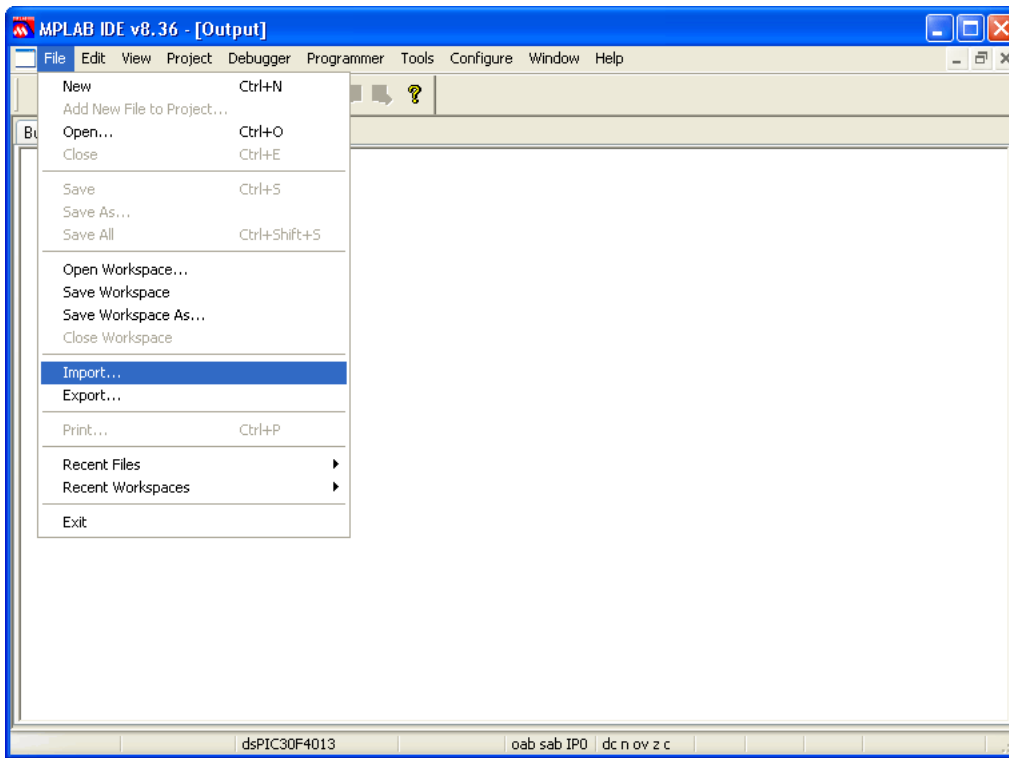 MPLAB IDE v8.36 - [Output]
File Edit View Project Debugger Programmer Tools Configure Window Help
New Ctrl+N
Add New File to Project...
Open... Ctrl+O
Close Ctrl+E
Save Ctrl+S
Save As...
Save All Ctrl+Shift+S
Open Workspace...
Save Workspace
Save Workspace As...
Close Workspace
Import...
Export...
Print... Ctrl+P
Recent Files
Recent Workspaces
Exit
dsPIC30F4013 oab sab IP0 dc n ov z c